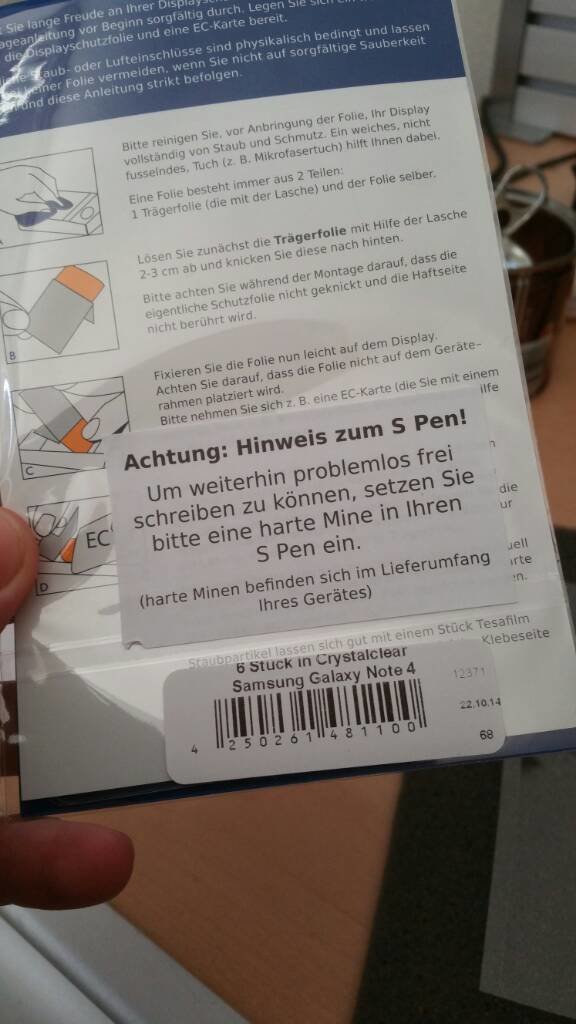 Sie lange Freude an Ihrer Displaysc
ageanleitung vor Beginn sorgfältig durch. Legen Sie sich ein
die Displayschutzfolie und eine EC-Karte bereit.
Staub- oder Lufteinschlüsse sind physikalisch bedingt und lassen
einer Folie vermeiden, wenn Sie nicht auf sorgfältige Sauberkeit
und diese Anleitung strikt befolgen.
Bitte reinigen Sie, vor Anbringung der Folie, Ihr Display
vollständig von Staub und Schmutz. Ein weiches, nicht
fusselndes, Tuch (z. B. Mikrofasertuch) hilft Ihnen dabei.
Eine Folie besteht immer aus 2 Teilen:
1 Trägerfolie (die mit der Lasche) und der Folie selber.
A
Lösen Sie zunächst die Trägerfolie mit Hilfe der Lasche
2-3 cm ab und knicken Sie diese nach hinten.
Bitte achten Sie während der Montage darauf, dass die
eigentliche Schutzfolie nicht geknickt und die Haftseite
nicht berührt wird.
B
Fixieren Sie die Folie nun leicht auf dem Display.
Achten Sie darauf, dass die Folie nicht auf dem Geräte-
rahmen platziert wird.
Bitte nehmen Sie sich z. B. eine EC-Karte (die Sie mit einem
ilfe
C
Achtung: Hinweis zum S Pen!
Um weiterhin problemlos frei
schreiben zu können, setzen Sie
bitte eine harte Mine in Ihren
S Pen ein.
(harte Minen befinden sich im Lieferumfang
Ihres Gerätes)
n
die
ur
uell
rte
n.
EC
D
Staubpartikel lassen sich gut mit einem Stück Tesafilm
Klebeseite
6 Stück in Crystalclear
Samsung Galaxy Note 4
12371
22.10.14
68
4 250261 481100